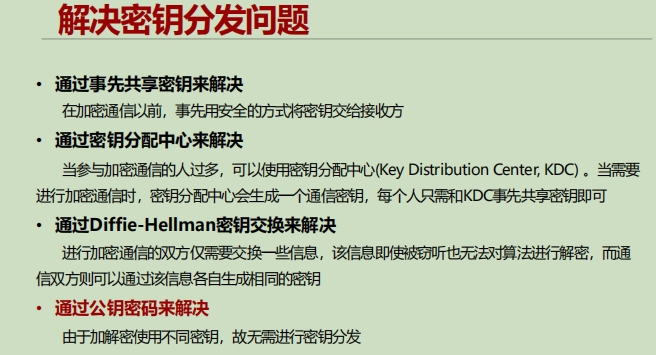 解决密钥分发问题
• 通过事先共享密钥来解决
在加密通信以前，事先用安全的方式将密钥交给接收方
• 通过密钥分配中心来解决
当参与加密通信的人过多，可以使用密钥分配中心(Key Distribution Center, KDC) 。当需要
进行加密通信时，密钥分配中心会生成一个通信密钥，每个人只需和KDC事先共享密钥即可
• 通过Diffie-Hellman密钥交换来解决
进行加密通信的双方仅需要交换一些信息，该信息即使被窃听也无法对算法进行解密，而通
信双方则可以通过该信息各自生成相同的密钥
• 通过公钥密码来解决
由于加解密使用不同密钥，故无需进行密钥分发